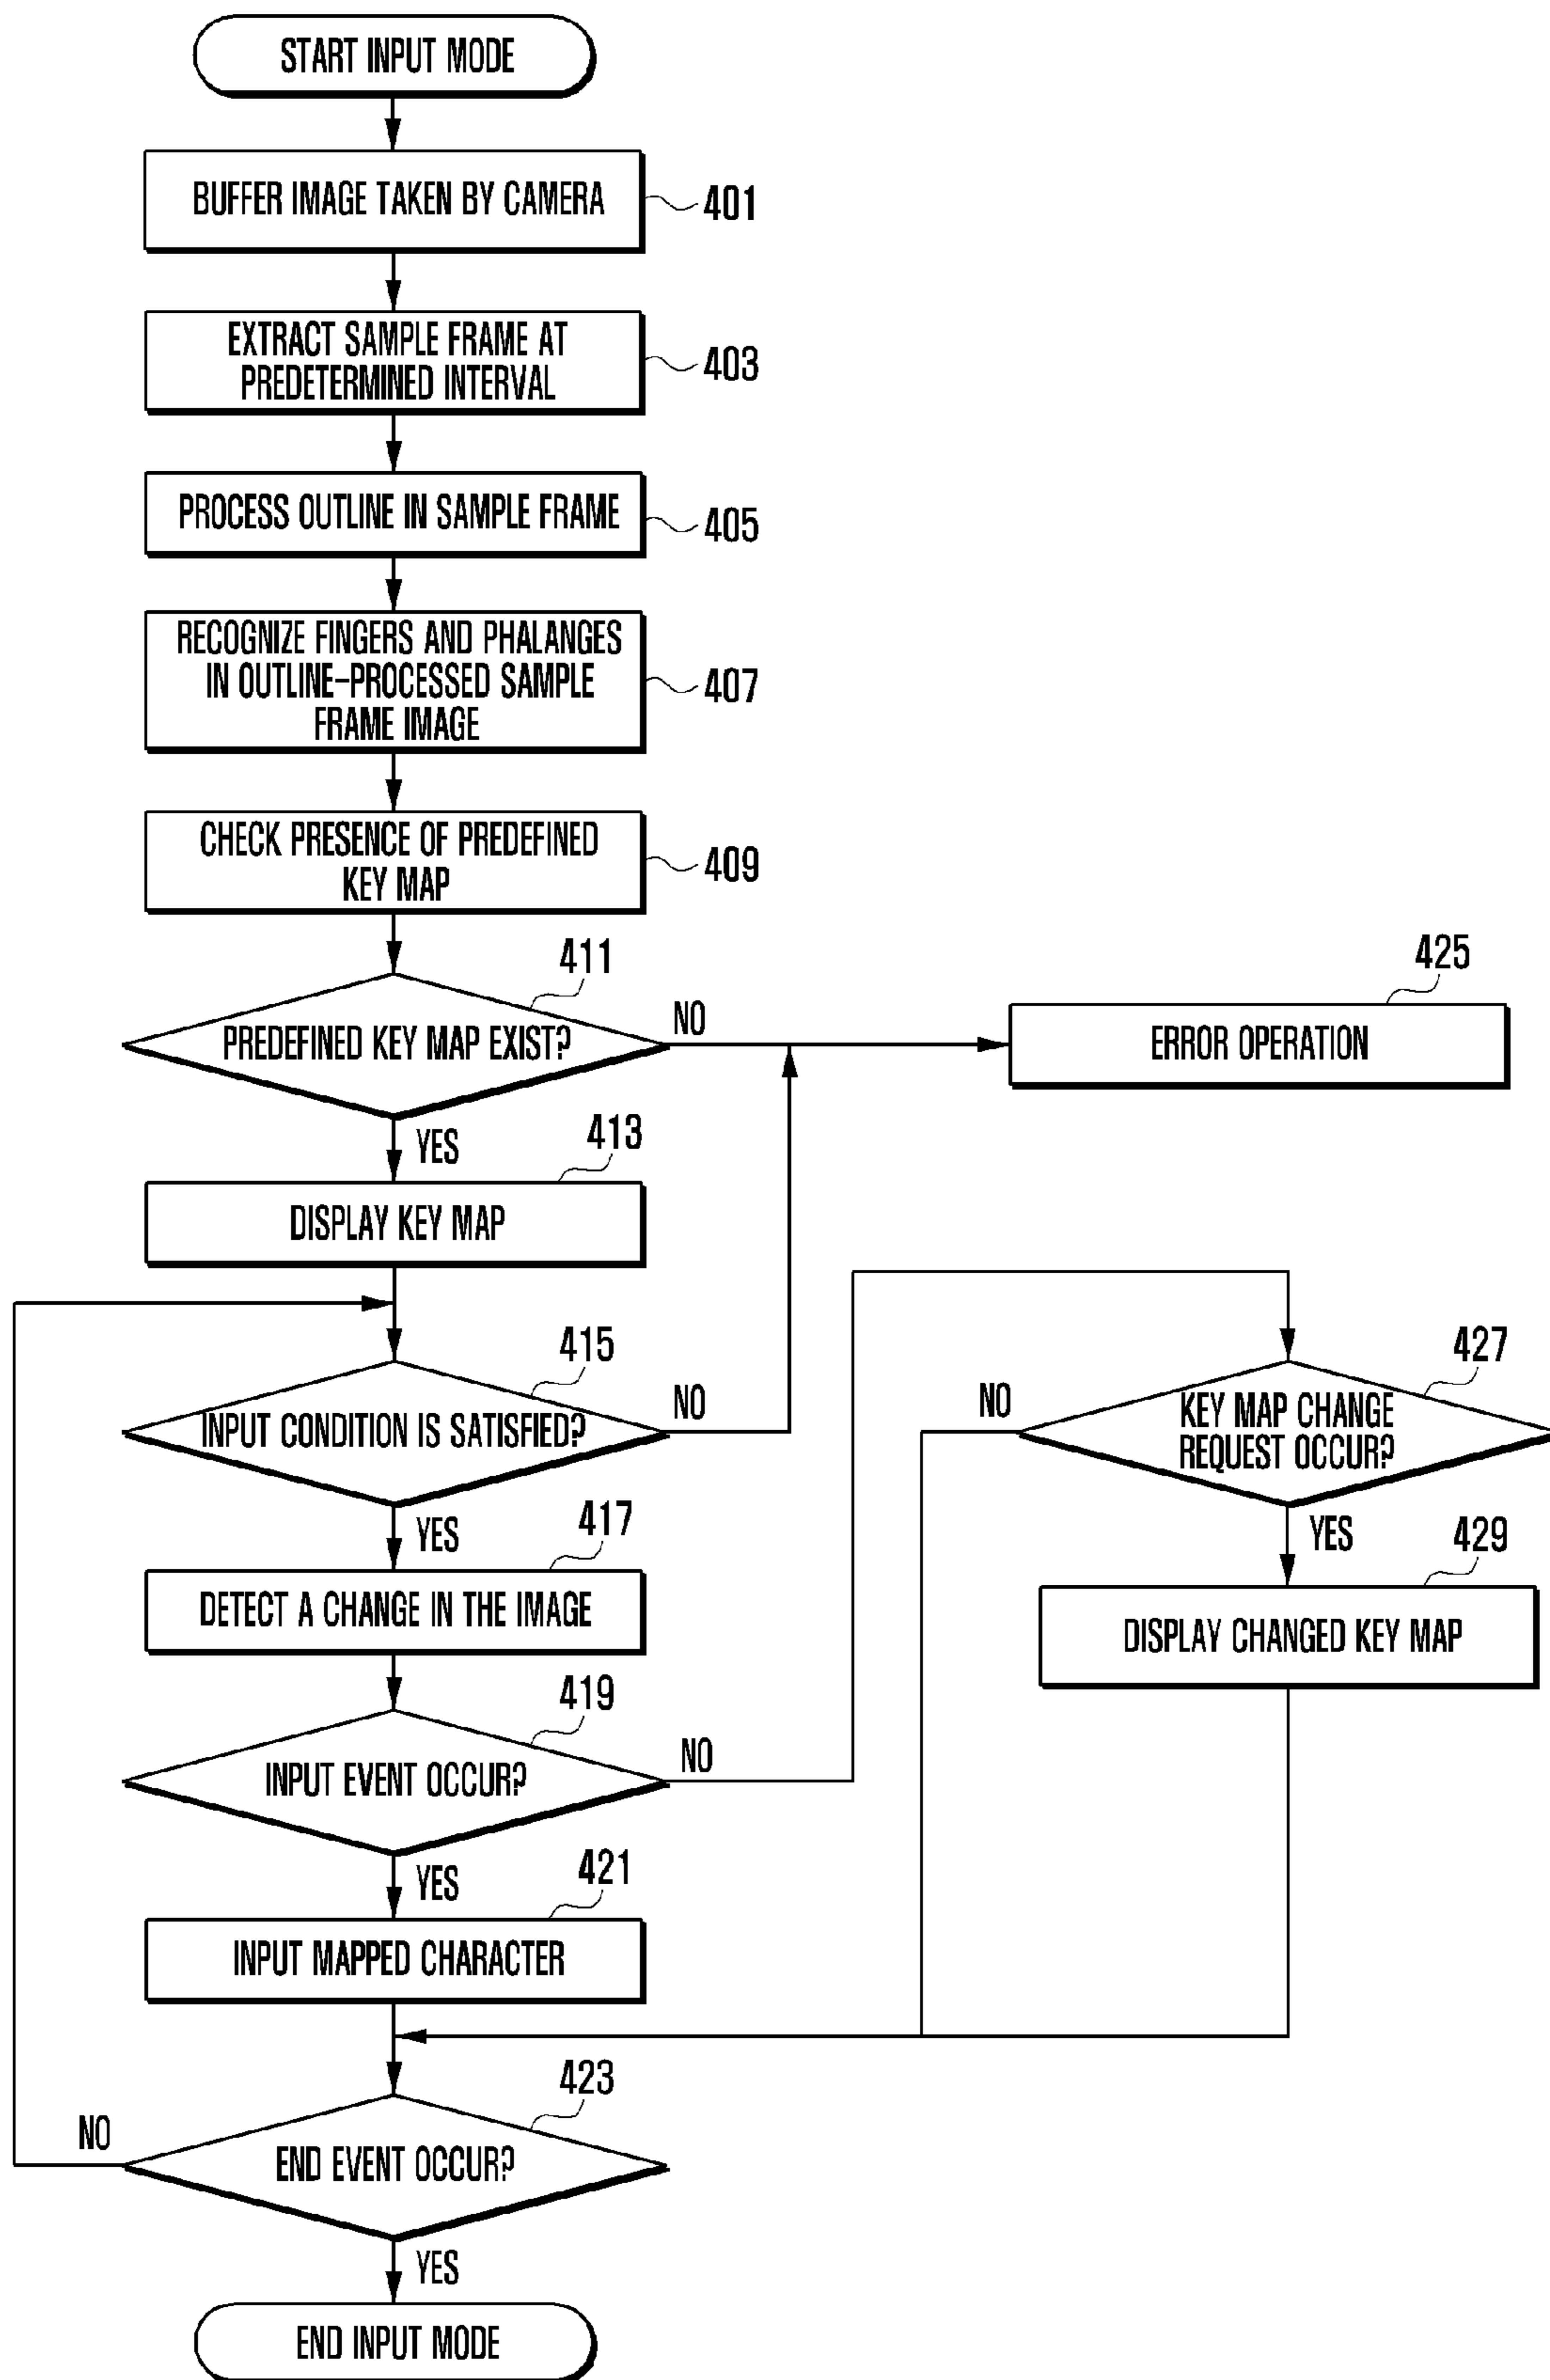 START INPUT MODE
BUFFER IMAGE TAKEN BY CAMERA
401
EXTRACT SAMPLE FRAME AT
PREDETERMINED INTERVAL
403
PROCESS OUTLINE IN SAMPLE FRAME
405
RECOGNIZE FINGERS AND PHALANGES
IN OUTLINE-PROCESSED SAMPLE
FRAME IMAGE
407
CHECK PRESENCE OF PREDEFINED
KEY MAP
409
411
PREDEFINED KEY MAP EXIST?
NO
425
ERROR OPERATION
YES
413
DISPLAY KEY MAP
415
INPUT CONDITION IS SATISFIED?
NO
427
NO
KEY MAP CHANGE
REQUEST OCCUR?
YES
417
DETECT A CHANGE IN THE IMAGE
YES
429
DISPLAY CHANGED KEY MAP
419
INPUT EVENT OCCUR?
NO
YES
421
INPUT MAPPED CHARACTER
423
NO
END EVENT OCCUR?
YES
END INPUT MODE